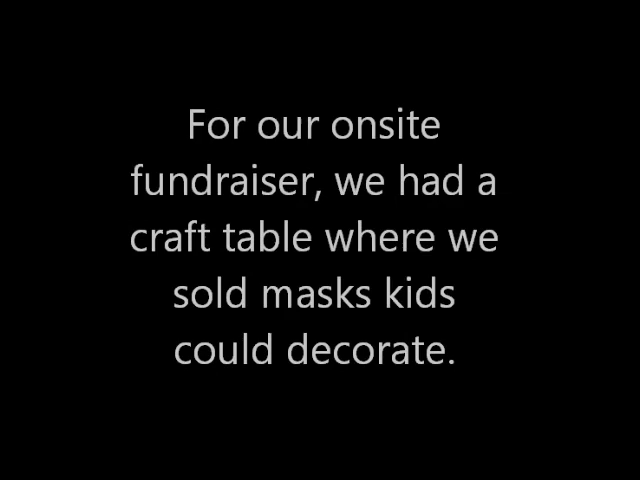 For our onsite
fundraiser, we had a
craft table where we
sold masks kids
could decorate.